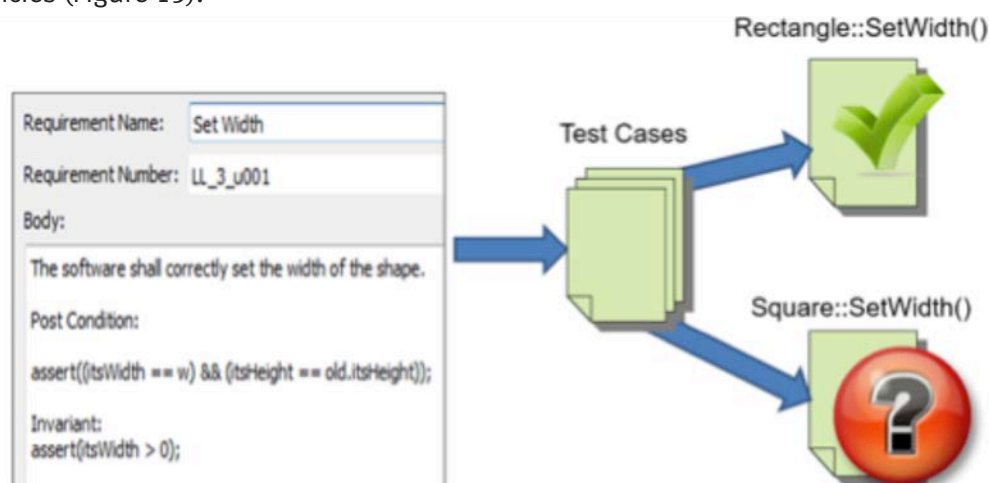 Rectangle::SetWidth()
Requirement Name: Set Width
Test Cases
Requirement Number: LL_3_u001
Body:
The software shall correctly set the width of the shape.
Post Condition:
Square::SetWidth()
assert((itsWidth == w) && (itsHeight == old.itsHeight));
Invariant:
assert(itsWidth > 0);